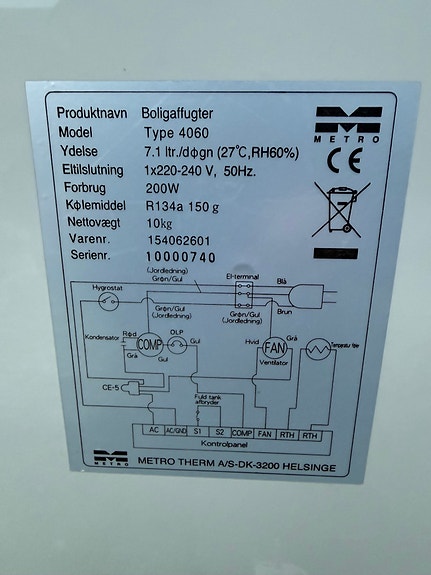 Produktnavn Boligaffugter
Model Type 4060
Ydelse 7.1 ltr./døgn (27℃,RH60%)
Eltilslutning 1x220-240 V, 50Hz.
Forbrug 200W
Kølemiddel R134a 150 g
Nettovægt 10kg
Varenr. 154062601
Serienr. 10000740
METRO
CE
(Jordledning)
Grøn/Gul
El-terminal
Blå
Hygrostat
Grøn/Gul
(Jordledning)
Grøn/Gul
(Jordledning)
Brun
Kondensator
Rød
COMP
OLP
Gul
Grå
Gul
Hvid
FAN
Grå
Ventilator
Temperatur
CE-5
Fuld tank
afbryder
AC AC/GND S1 S2 COMP FAN RTH RTH
Kontrolpanel
METRO
METRO THERM A/S-DK-3200 HELSINGE